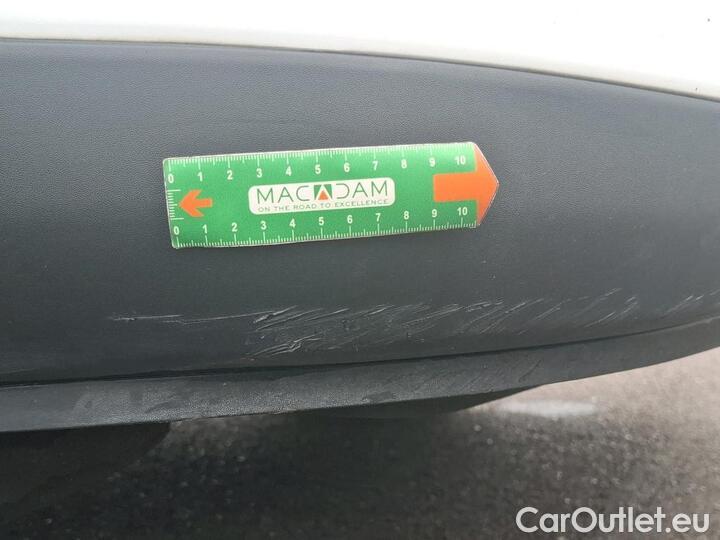 0 1 2 3 4 5 6 7 8 9 10
MACADAM
ON THE ROAD TO EXCELLENCE
0 1 2 3 4 5 6 7 8 9 10
CarOutlet.eu